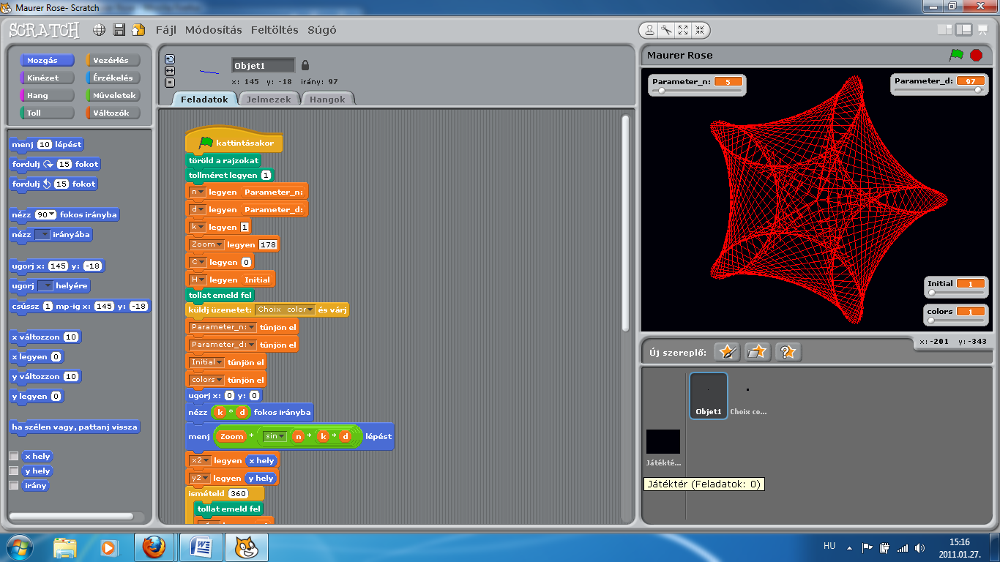 Maurer Rose- Scratch
SCRATCH
Fájl Módosítás Feltöltés Súgó
Mozgás Vezérlés
Kinézet Érzékelés
Hang Műveletek
Toll Változók
menj 10 lépést
fordulj 15 fokot
fordulj 15 fokot
nézz 90 fokos irányba
nézz irányába
ugorj x: 145 y: -18
ugorj helyére
csússz 1 mp-ig x: 145 y: -18
x változzon 10
x legyen 0
y változzon 10
y legyen 0
ha szélen vagy, pattanj vissza
x hely
y hely
irány
Objet1
x: 145 y: -18 irány: 97
Feladatok Jelmezek Hangok
kattintásakor
töröld a rajzokat
tollméret legyen 1
n legyen Parameter_n:
d legyen Parameter_d:
k legyen 1
Zoom legyen 178
C legyen 0
H legyen Initial
tollat emeld fel
küldj üzenetet: Choix color és várj
Parameter_n: tűnjön el
Parameter_d: tűnjön el
Initial tűnjön el
colors tűnjön el
ugorj x: 0 y: 0
nézz k * d fokos irányba
menj Zoom * sin n * k * d lépést
x2 legyen x hely
y2 legyen y hely
ismételd 360
tollat emeld fel
Maurer Rose
Parameter_n: 5
Parameter_d: 97
Initial 1
colors 1
x: -201 y: -343
Új szereplő:
Objet1
Choix co...
Játékté...
Játéktér (Feladatok: 0)
HU
15:16
2011.01.27.